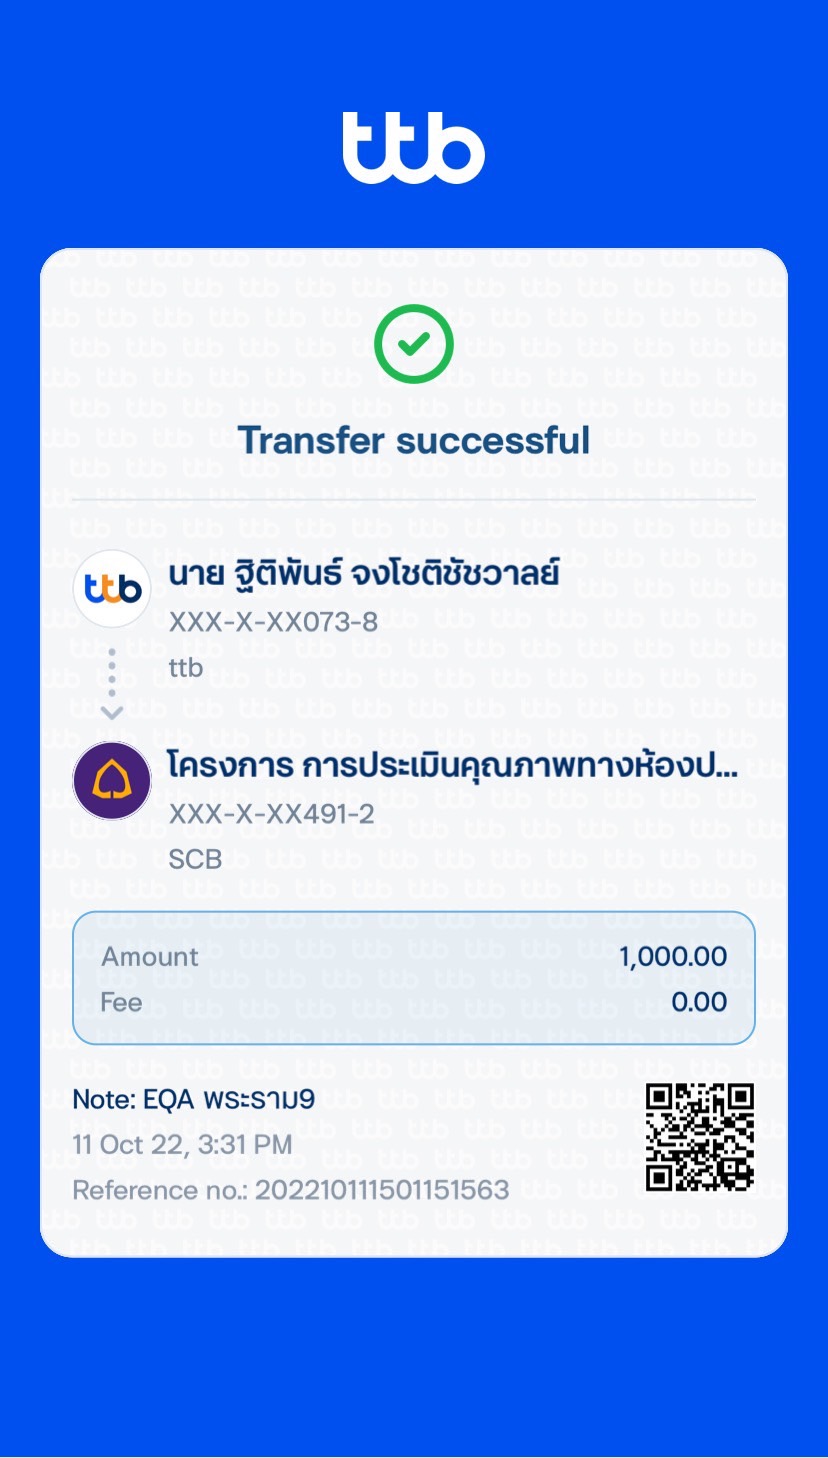 ttb
Transfer successful
ttb
นาย ฐิติพันธ์ จงโชติชัชวาลย์
XXX-X-XX073-8
ttb
โครงการ การประเมินคุณภาพทางห้องป...
XXX-X-XX491-2
SCB
Amount 1,000.00
Fee 0.00
Note: EQA พระราม9
11 Oct 22, 3:31 PM
Reference no.: 202210111501151563